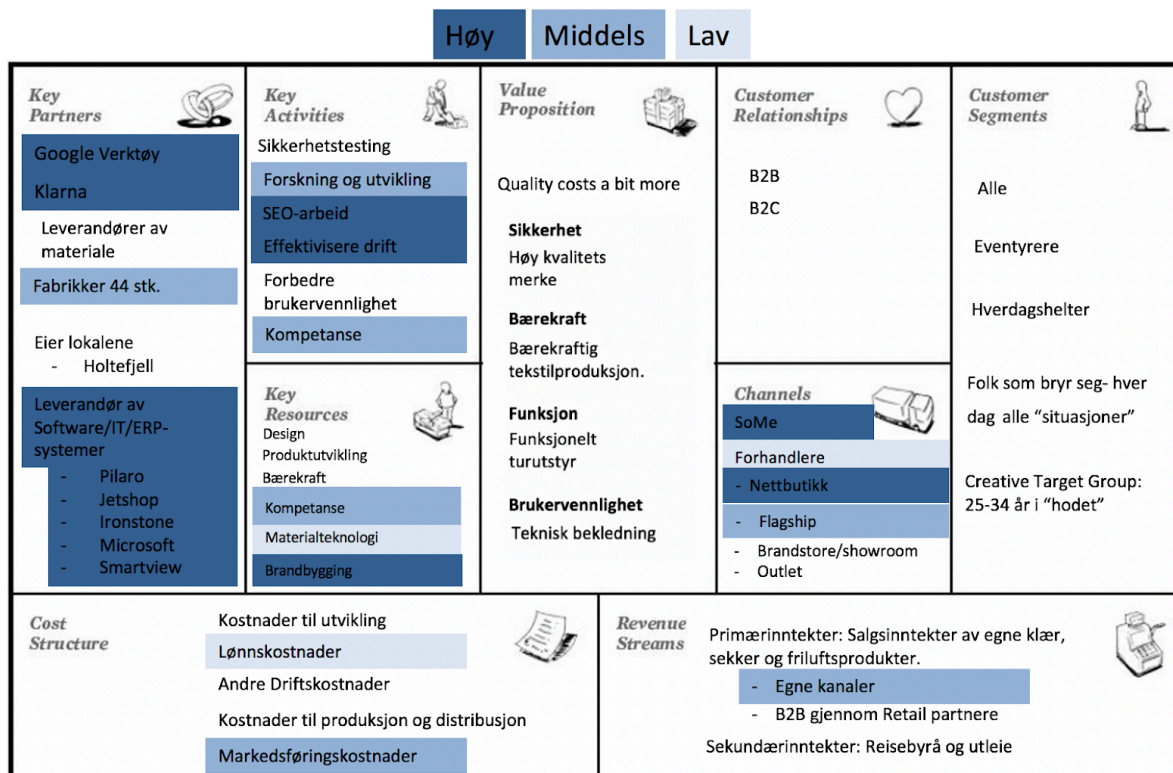 Høy
Middels
Lav
Key
Partners
Google Verktøy
Klarna
Leverandører av
materiale
Fabrikker 44 stk.
Eier lokalene
- Holtefjell
Leverandør av
Software/IT/ERP-
systemer
- Pilaro
- Jetshop
- Ironstone
- Microsoft
- Smartview
Key
Activities
Sikkerhetstesting
Forskning og utvikling
SEO-arbeid
Effektivisere drift
Forbedre
brukervennlighet
Kompetanse
Key
Resources
Design
Produktutvikling
Bærekraft
Kompetanse
Materialteknologi
Brandbygging
Value
Proposition
Quality costs a bit more
Sikkerhet
Høy kvalitets
merke
Bærekraft
Bærekraftig
tekstilproduksjon.
Funksjon
Funksjonelt
turutstyr
Brukervennlighet
Teknisk bekledning
Customer
Relationships
B2B
B2C
Channels
SoMe
Forhandlere
- Nettbutikk
- Flagship
- Brandstore/showroom
- Outlet
Customer
Segments
Alle
Eventyrere
Hverdagshelter
Folk som bryr seg- hver
dag alle “situasjoner”
Creative Target Group:
25-34 år i “hodet”
Cost
Structure
Kostnader til utvikling
Lønnskostnader
Andre Driftskostnader
Kostnader til produksjon og distribusjon
Markedsføringskostnader
Revenue
Streams
Primærinntekter: Salgsinntekter av egne klær,
sekker og friluftsprodukter.
- Egne kanaler
- B2B gjennom Retail partnere
Sekundærinntekter: Reisebyrå og utleie